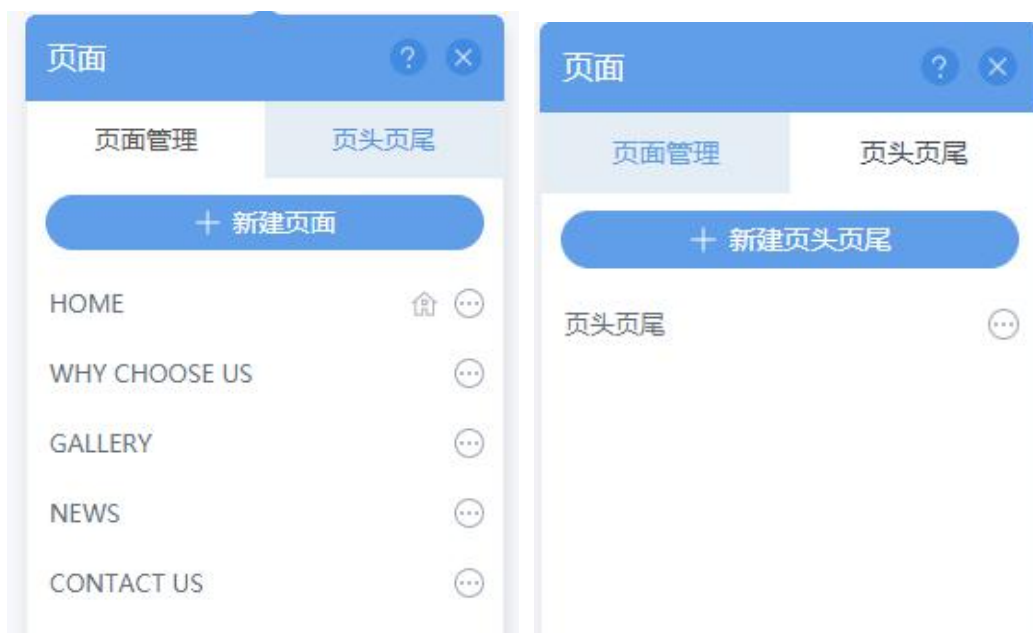 页面
页面管理 页头页尾
＋ 新建页面
HOME
WHY CHOOSE US
GALLERY
NEWS
CONTACT US
页面
页面管理 页头页尾
＋ 新建页头页尾
页头页尾